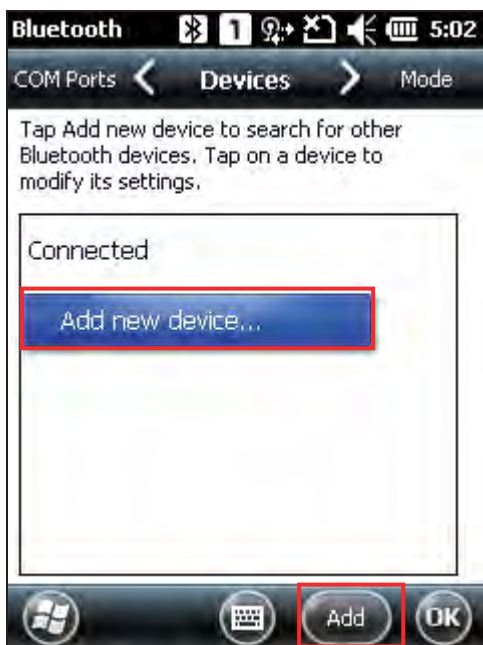 Bluetooth 1 5:02
COM Ports Devices Mode
Tap Add new device to search for other
Bluetooth devices. Tap on a device to
modify its settings.
Connected
Add new device...
Add OK